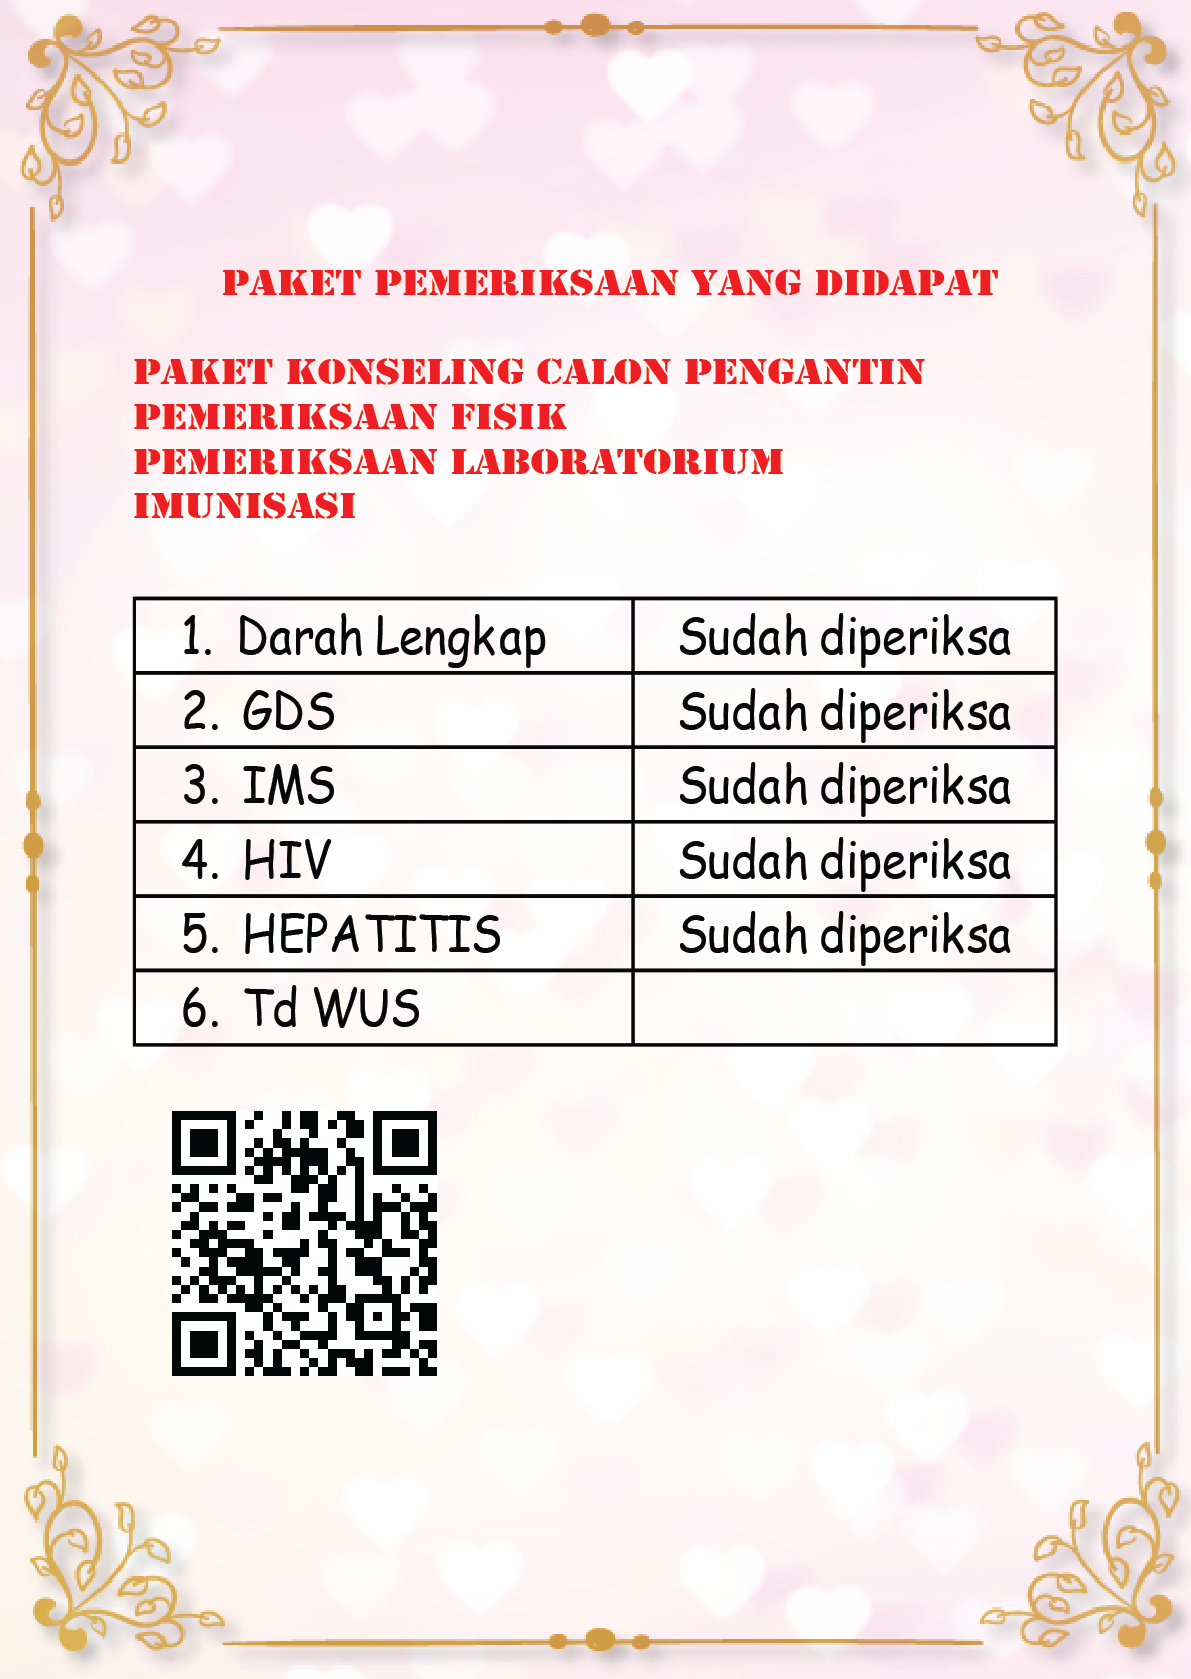 PAKET PEMERIKSAAN YANG DIDAPAT
PAKET KONSELING CALON PENGANTIN
PEMERIKSAAN FISIK
PEMERIKSAAN LABORATORIUM
IMUNISASI
1. Darah Lengkap Sudah diperiksa
2. GDS Sudah diperiksa
3. IMS Sudah diperiksa
4. HIV Sudah diperiksa
5. HEPATITIS Sudah diperiksa
6. Td WUS